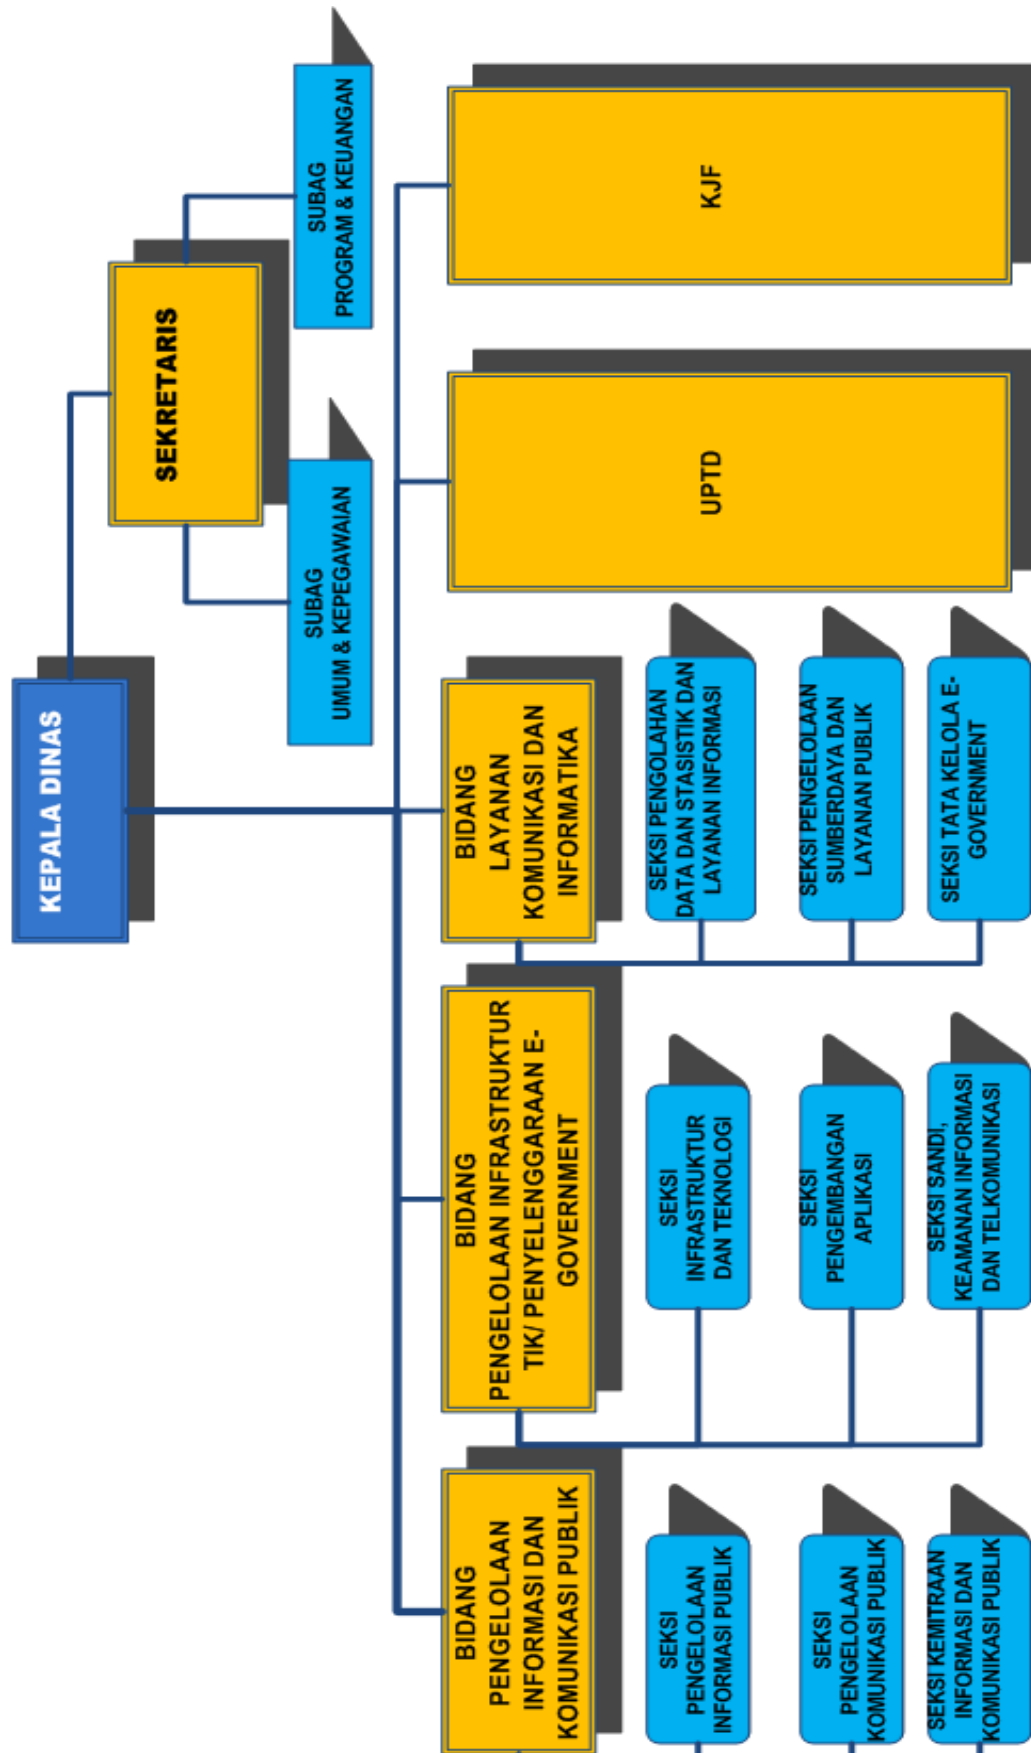 KEPALA DINAS
SEKRETARIS
SUBAG
UMUM & KEPEGAWAIAN
SUBAG
PROGRAM & KEUANGAN
BIDANG
PENGELOLAAN
INFORMASI DAN
KOMUNIKASI PUBLIK
SEKSI
PENGELOLAAN
INFORMASI PUBLIK
SEKSI
PENGELOLAAN
KOMUNIKASI PUBLIK
SEKSI KEMITRAAN
INFORMASI DAN
KOMUNIKASI PUBLIK
BIDANG
PENGELOLAAN INFRASTRUKTUR
TIK/ PENYELENGGARAAN E-
GOVERNMENT
SEKSI
INFRASTRUKTUR
DAN TEKNOLOGI
SEKSI
PENGEMBANGAN
APLIKASI
SEKSI SANDI,
KEAMANAN INFORMASI
DAN TELKOMUNIKASI
BIDANG
LAYANAN
KOMUNIKASI DAN
INFORMATIKA
SEKSI PENGOLAHAN
DATA DAN STASISTIK DAN
LAYANAN INFORMASI
SEKSI PENGELOLAAN
SUMBERDAYA DAN
LAYANAN PUBLIK
SEKSI TATA KELOLA E-
GOVERNMENT
UPTD
KJF